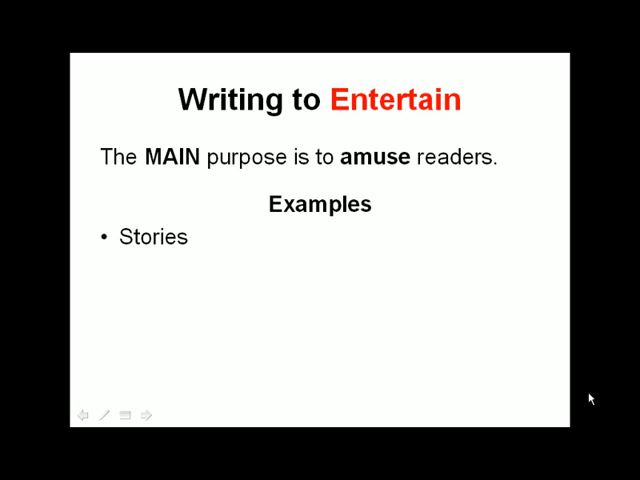 Writing to Entertain
The MAIN purpose is to amuse readers.
Examples
• Stories